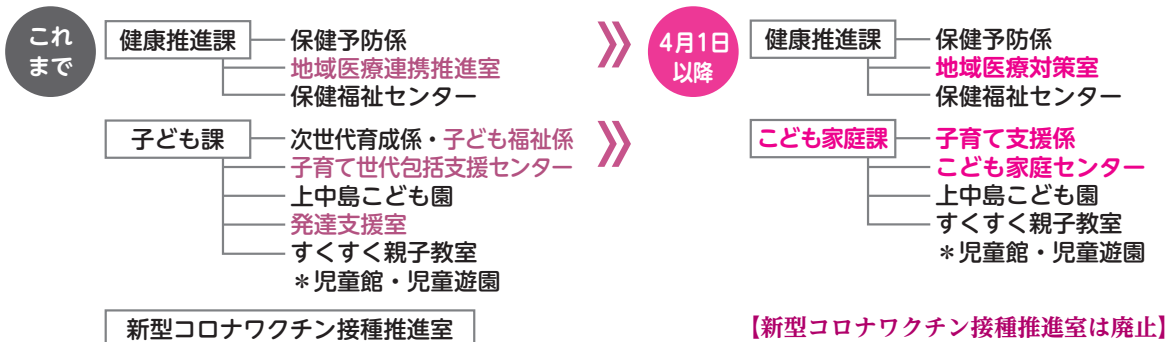 これ
まで
健康推進課
保健予防係
地域医療連携推進室
保健福祉センター
子ども課
次世代育成係・子ども福祉係
子育て世代包括支援センター
上中島こども園
発達支援室
すくすく親子教室
＊児童館・児童遊園
新型コロナワクチン接種推進室
4月1日
以降
健康推進課
保健予防係
地域医療対策室
保健福祉センター
こども家庭課
子育て支援係
こども家庭センター
上中島こども園
すくすく親子教室
＊児童館・児童遊園
【新型コロナワクチン接種推進室は廃止】